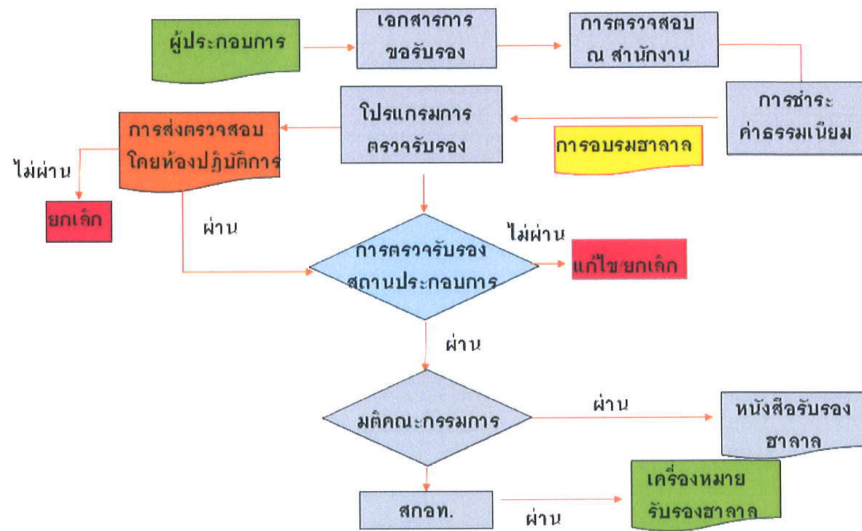 ผู้ประกอบการ
เอกสารการ
ขอรับรอง
การตรวจสอบ
ณ สำนักงาน
การชำระ
ค่าธรรมเนียม
การอบรมฮาลาล
โปรแกรมการ
ตรวจรับรอง
การส่งตรวจสอบ
โดยห้องปฏิบัติการ
ไม่ผ่าน
ยกเลิก
ผ่าน
การตรวจรับรอง
สถานประกอบการ
ไม่ผ่าน
แก้ไข/ยกเลิก
ผ่าน
มติคณะกรรมการ
ผ่าน
หนังสือรับรอง
ฮาลาล
สกอท.
ผ่าน
เครื่องหมาย
รับรองฮาลาล